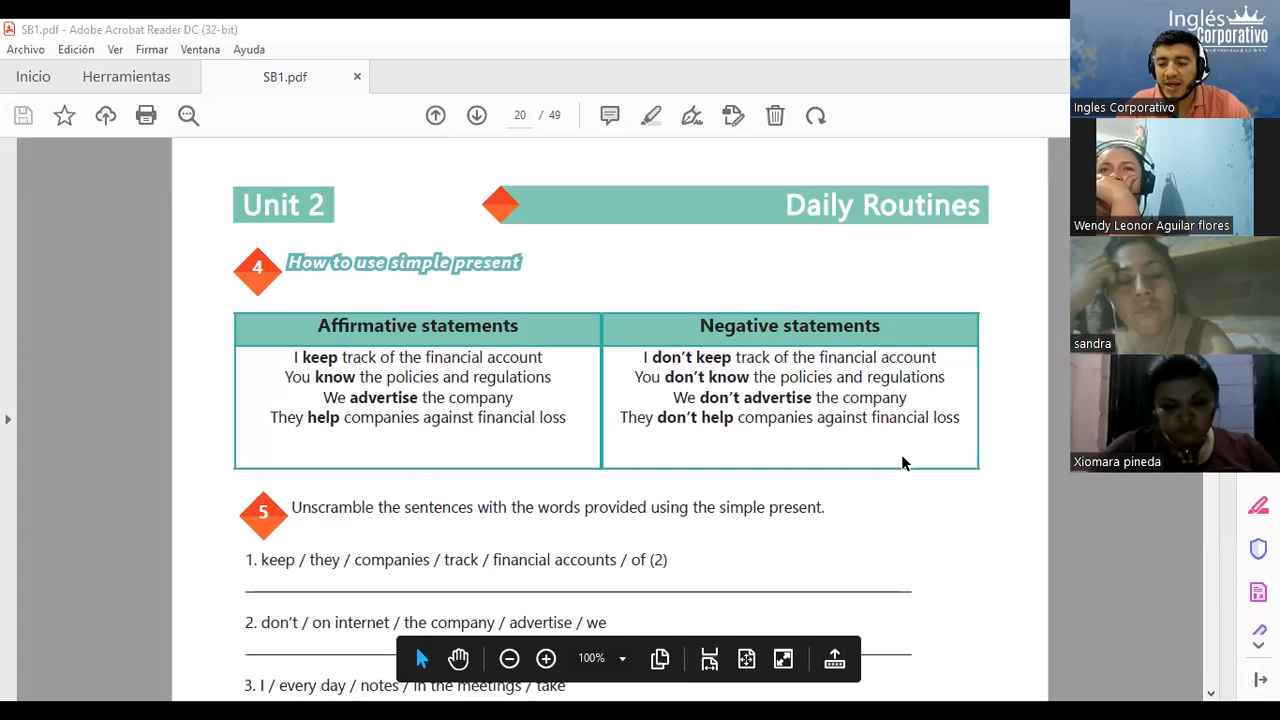 SB1.pdf - Adobe Acrobat Reader DC (32-bit)
Archivo Edición Ver Firmar Ventana Ayuda
Inicio Herramientas SB1.pdf ×
20 / 49
Unit 2 Daily Routines
4 How to use simple present
Affirmative statements
I keep track of the financial account
You know the policies and regulations
We advertise the company
They help companies against financial loss
Negative statements
I don't keep track of the financial account
You don't know the policies and regulations
We don't advertise the company
They don't help companies against financial loss
5 Unscramble the sentences with the words provided using the simple present.
1. keep / they / companies / track / financial accounts / of (2)
2. don't / on internet / the company / advertise / we
3. I / every day / notes / in the meetings / take
100%
Inglés
Corporativo
Ingles Corporativo
Wendy Leonor Aguilar flores
sandra
Xiomara pineda